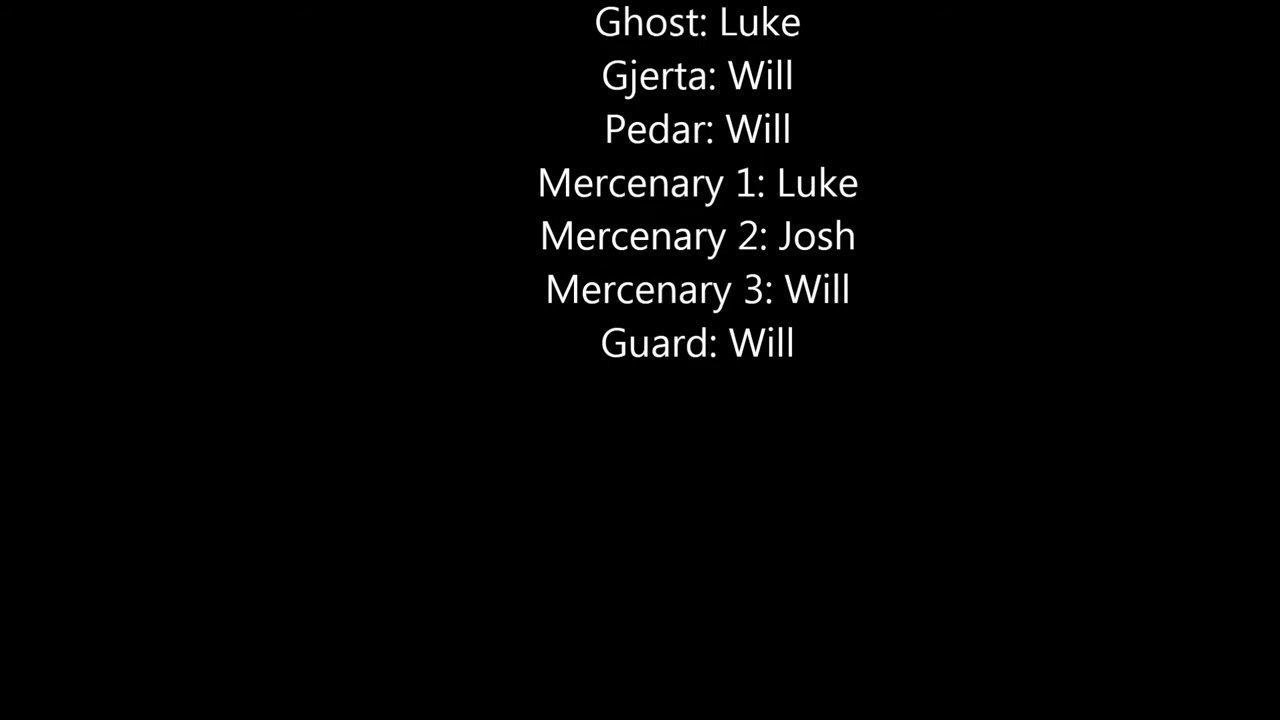 Ghost: Luke
Gjerta: Will
Pedar: Will
Mercenary 1: Luke
Mercenary 2: Josh
Mercenary 3: Will
Guard: Will